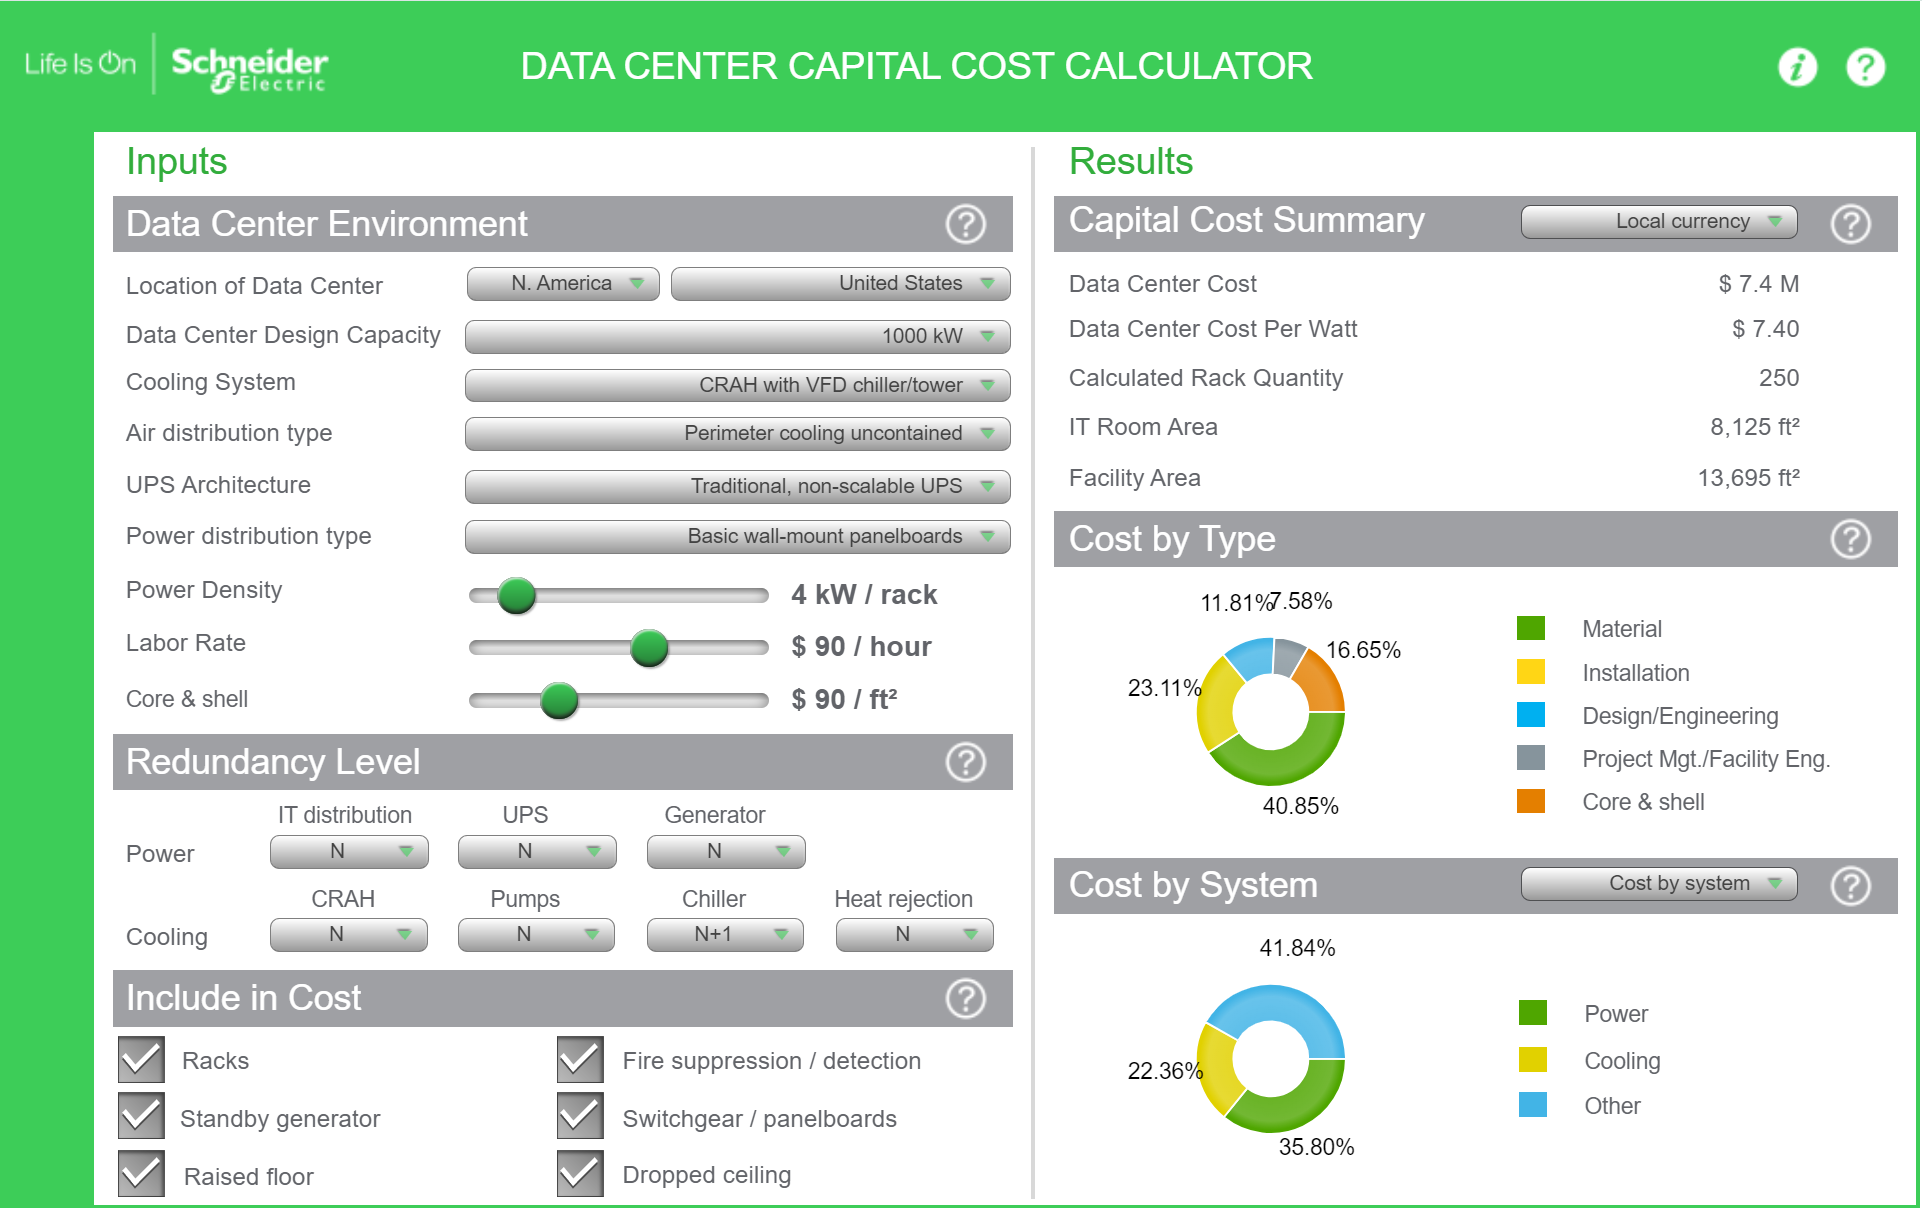 Life Is On | Schneider Electric
DATA CENTER CAPITAL COST CALCULATOR
i ?
Inputs
Data Center Environment ?
Location of Data Center N. America United States
Data Center Design Capacity 1000 kW
Cooling System CRAH with VFD chiller/tower
Air distribution type Perimeter cooling uncontained
UPS Architecture Traditional, non-scalable UPS
Power distribution type Basic wall-mount panelboards
Power Density 4 kW / rack
Labor Rate $ 90 / hour
Core & shell $ 90 / ft²
Redundancy Level ?
IT distribution UPS Generator
Power N N N
CRAH Pumps Chiller Heat rejection
Cooling N N N+1 N
Include in Cost ?
Racks Fire suppression / detection
Standby generator Switchgear / panelboards
Raised floor Dropped ceiling
Results
Capital Cost Summary Local currency ?
Data Center Cost $ 7.4 M
Data Center Cost Per Watt $ 7.40
Calculated Rack Quantity 250
IT Room Area 8,125 ft²
Facility Area 13,695 ft²
Cost by Type ?
11.81% 7.58%
16.65%
23.11%
40.85%
Material
Installation
Design/Engineering
Project Mgt./Facility Eng.
Core & shell
Cost by System Cost by system ?
41.84%
22.36%
35.80%
Power
Cooling
Other